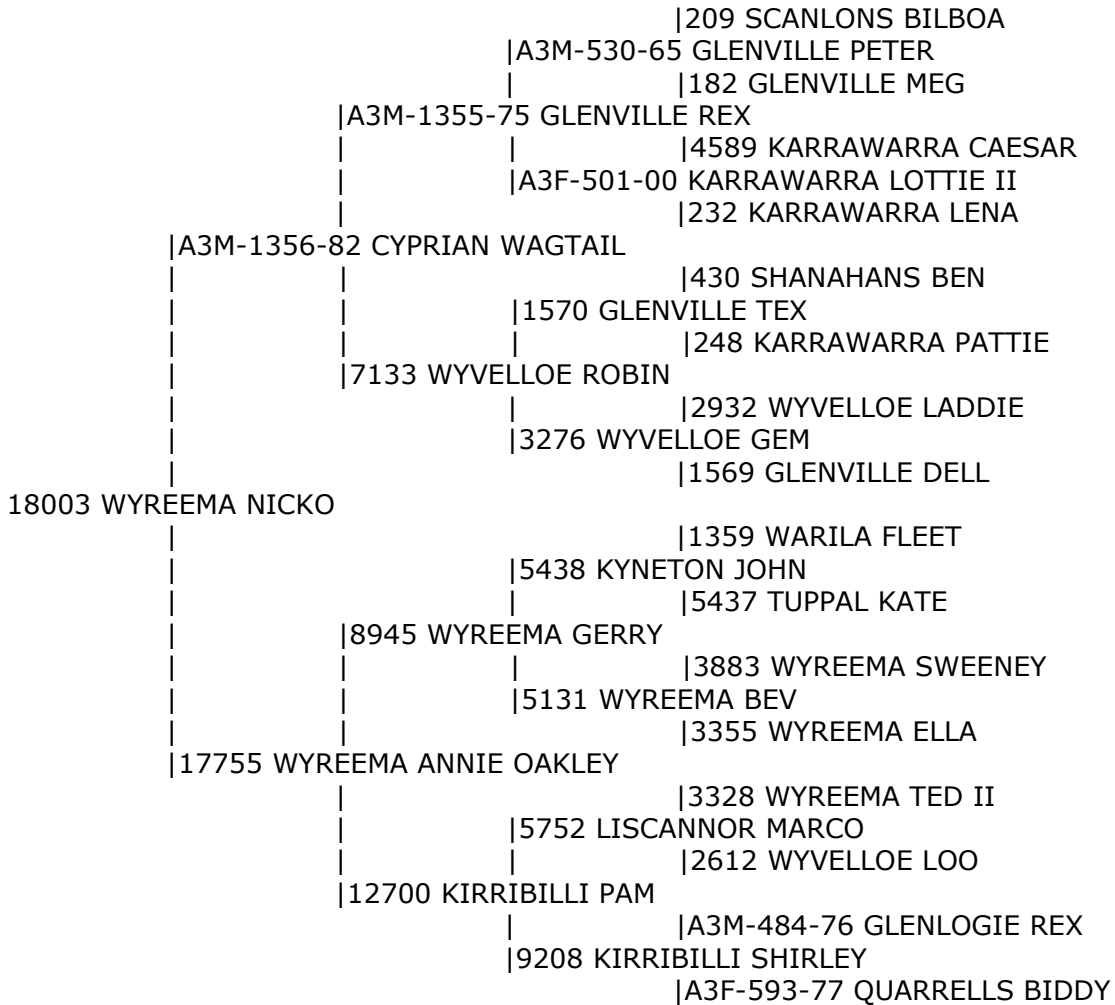 |209 SCANLONS BILBOA
|A3M-530-65 GLENVILLE PETER
|182 GLENVILLE MEG
|A3M-1355-75 GLENVILLE REX
|4589 KARRAWARRA CAESAR
|A3F-501-00 KARRAWARRA LOTTIE II
|232 KARRAWARRA LENA
|A3M-1356-82 CYPRIAN WAGTAIL
|430 SHANAHANS BEN
|1570 GLENVILLE TEX
|248 KARRAWARRA PATTIE
|7133 WYVELLOE ROBIN
|2932 WYVELLOE LADDIE
|3276 WYVELLOE GEM
|1569 GLENVILLE DELL
18003 WYREEMA NICKO
|1359 WARILA FLEET
|5438 KYNETON JOHN
|5437 TUPPAL KATE
|8945 WYREEMA GERRY
|3883 WYREEMA SWEENEY
|5131 WYREEMA BEV
|3355 WYREEMA ELLA
|17755 WYREEMA ANNIE OAKLEY
|3328 WYREEMA TED II
|5752 LISCANNOR MARCO
|2612 WYVELLOE LOO
|12700 KIRRIBILLI PAM
|A3M-484-76 GLENLOGIE REX
|9208 KIRRIBILLI SHIRLEY
|A3F-593-77 QUARRELLS BIDDY